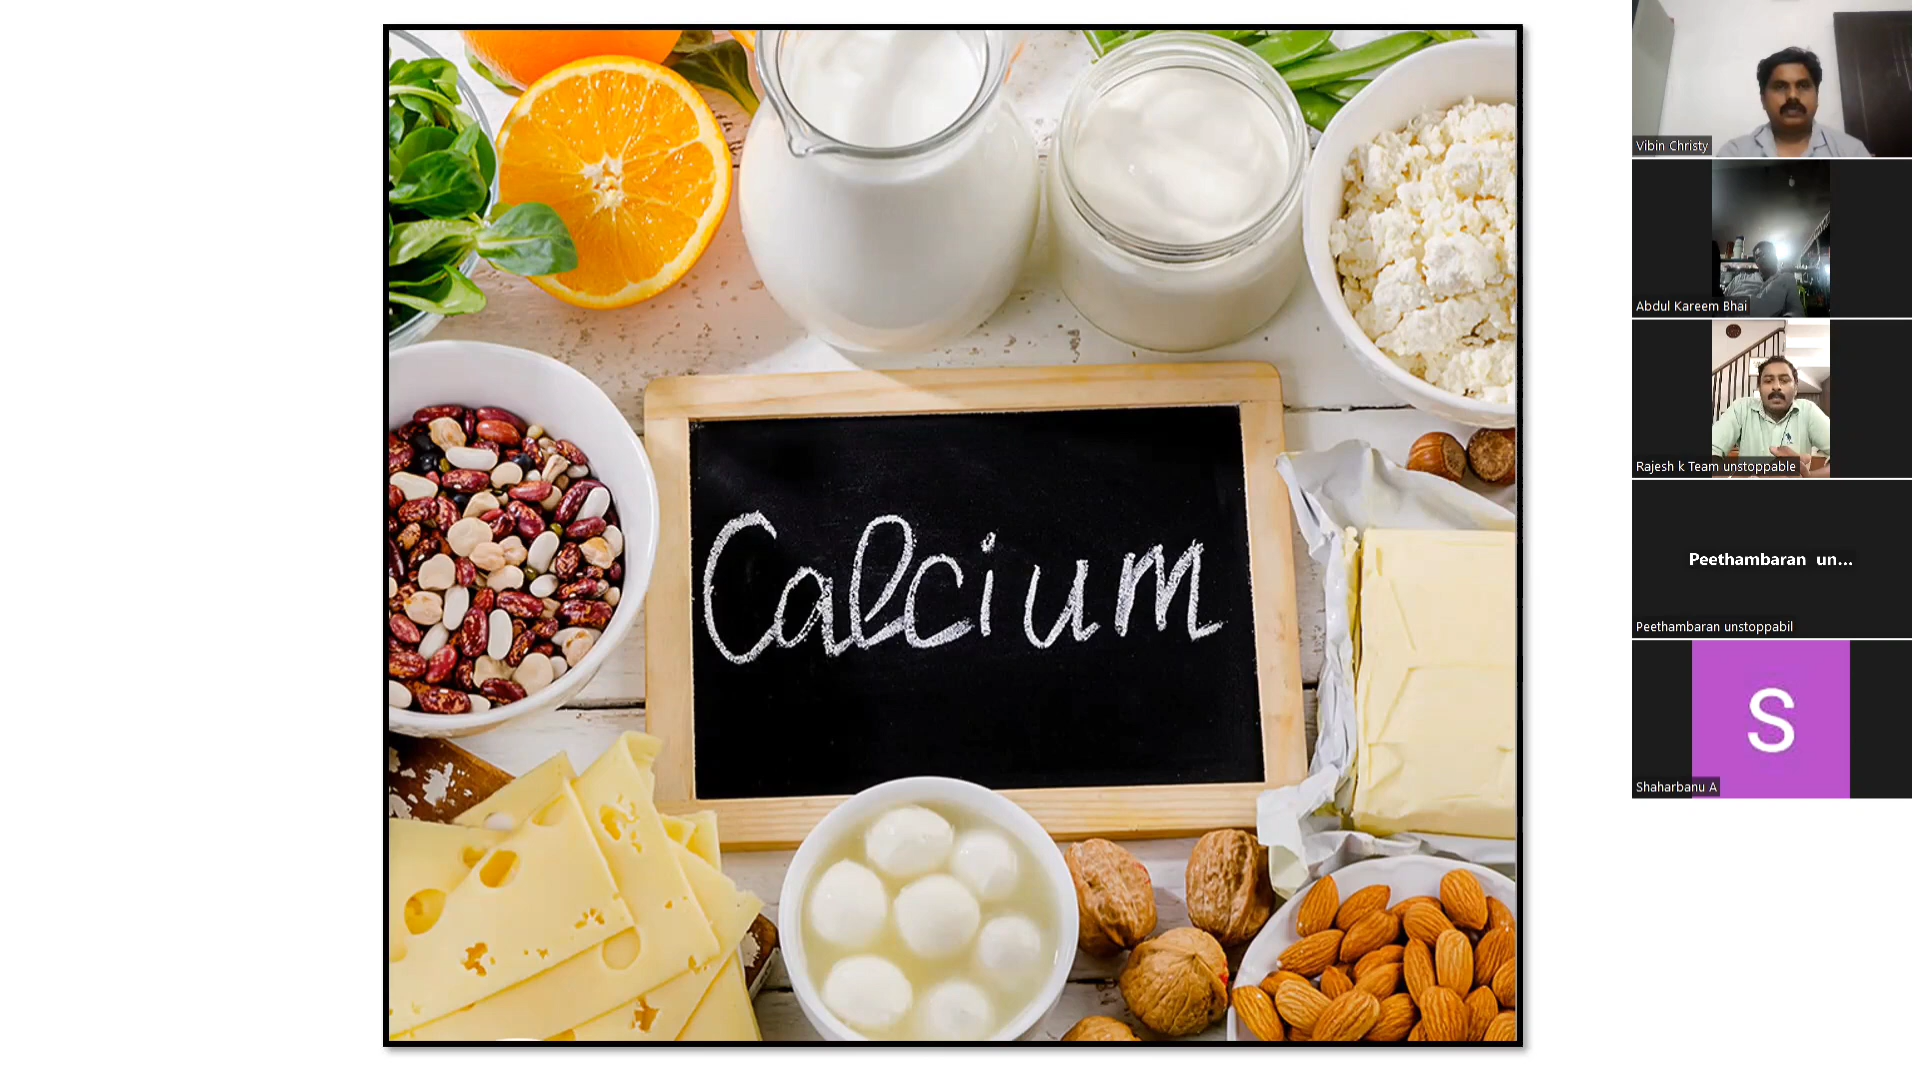 Calcium
Vibin Christy
Abdul Kareem Bhai
Rajesh k Team unstoppable
Peethambaran un...
Peethambaran unstoppabil
S
Shaharbanu A